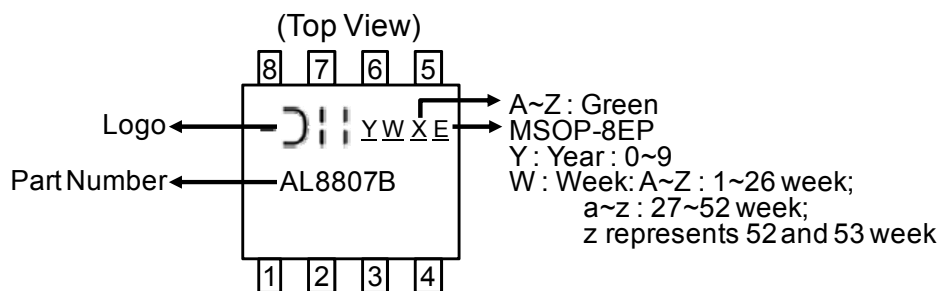 (Top View)
8 7 6 5
Logo
Y W X E
A~Z : Green
MSOP-8EP
Y : Year : 0~9
W : Week: A~Z : 1~26 week;
a~z : 27~52 week;
z represents 52 and 53 week
Part Number
AL8807B
1 2 3 4